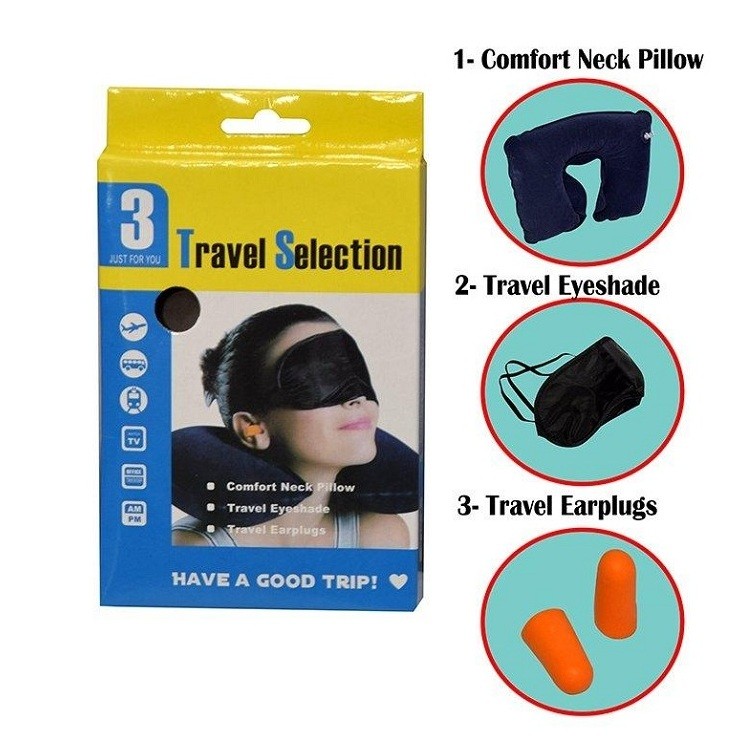 1- Comfort Neck Pillow
3
JUST FOR YOU
Travel Selection
TV
AM
PM
Comfort Neck Pillow
Travel Eyeshade
Travel Earplugs
HAVE A GOOD TRIP!
2- Travel Eyeshade
3- Travel Earplugs